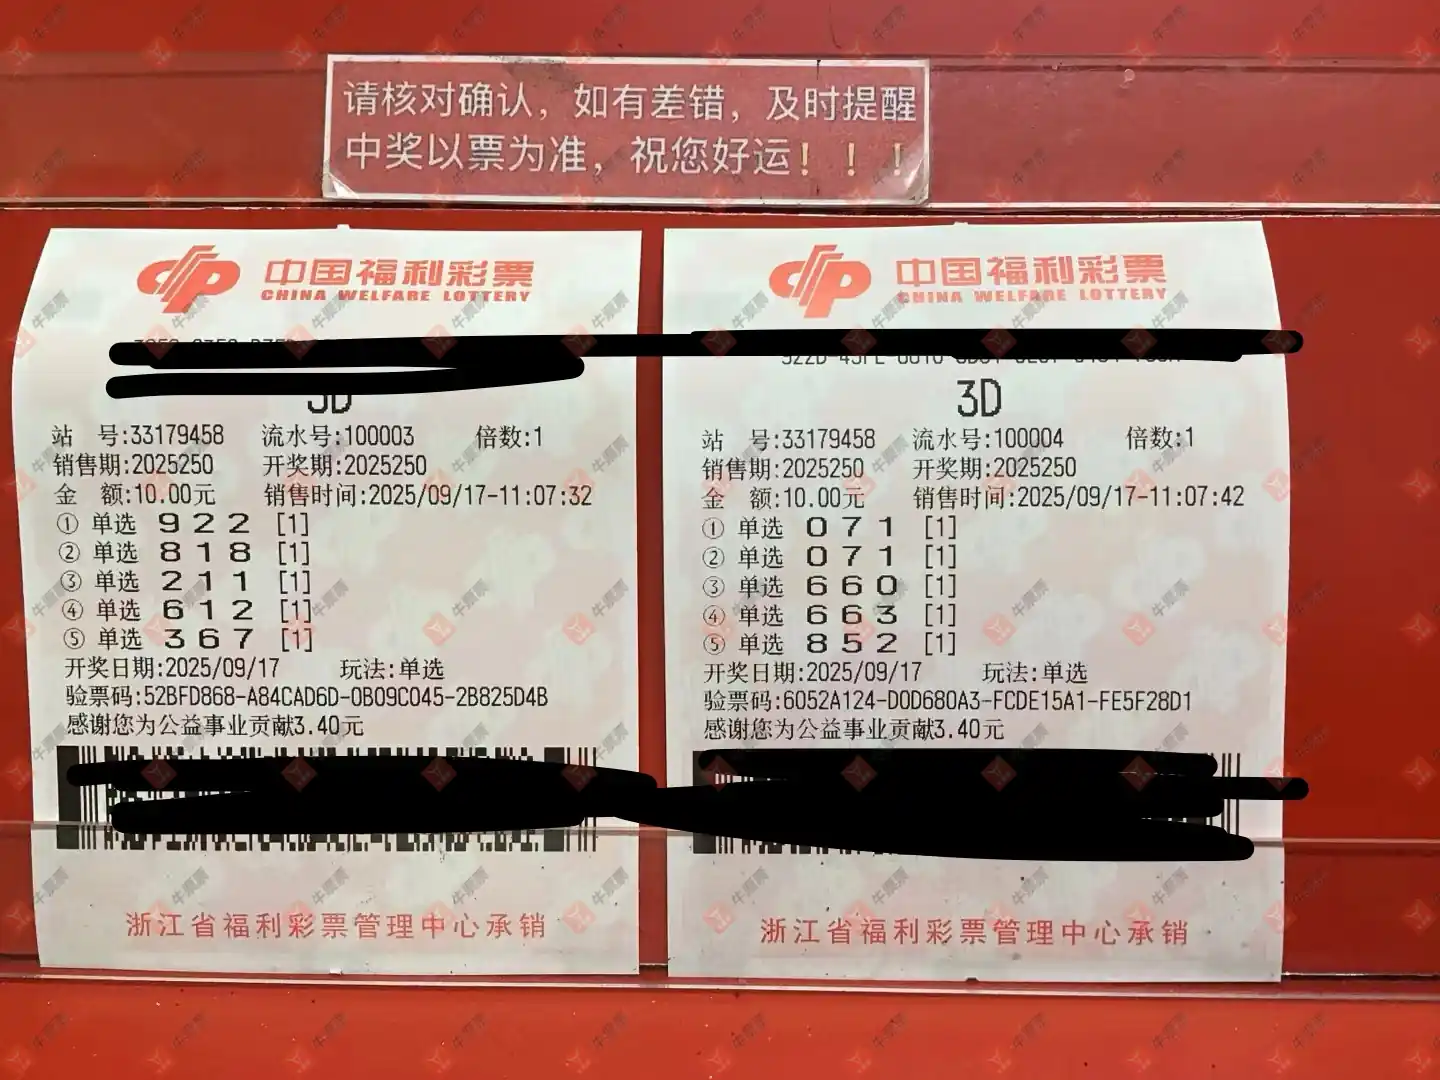 请核对确认，如有差错，及时提醒
中奖以票为准，祝您好运！！！
中国福利彩票
CHINA WELFARE LOTTERY
3D
站 号:33179458 流水号:100003 倍数:1
销售期:2025250 开奖期:2025250
金 额:10.00元 销售时间:2025/09/17-11:07:32
① 单选 9 2 2 [1]
② 单选 8 1 8 [1]
③ 单选 2 1 1 [1]
④ 单选 6 1 2 [1]
⑤ 单选 3 6 7 [1]
开奖日期:2025/09/17 玩法:单选
验票码:52BFD868-A84CAD6D-0B09C045-2B825D4B
感谢您为公益事业贡献3.40元
浙江省福利彩票管理中心承销
中国福利彩票
CHINA WELFARE LOTTERY
3D
站 号:33179458 流水号:100004 倍数:1
销售期:2025250 开奖期:2025250
金 额:10.00元 销售时间:2025/09/17-11:07:42
① 单选 0 7 1 [1]
② 单选 0 7 1 [1]
③ 单选 6 6 0 [1]
④ 单选 6 6 3 [1]
⑤ 单选 8 5 2 [1]
开奖日期:2025/09/17 玩法:单选
验票码:6052A124-D0D680A3-FCDE15A1-FE5F28D1
感谢您为公益事业贡献3.40元
浙江省福利彩票管理中心承销
牛票票